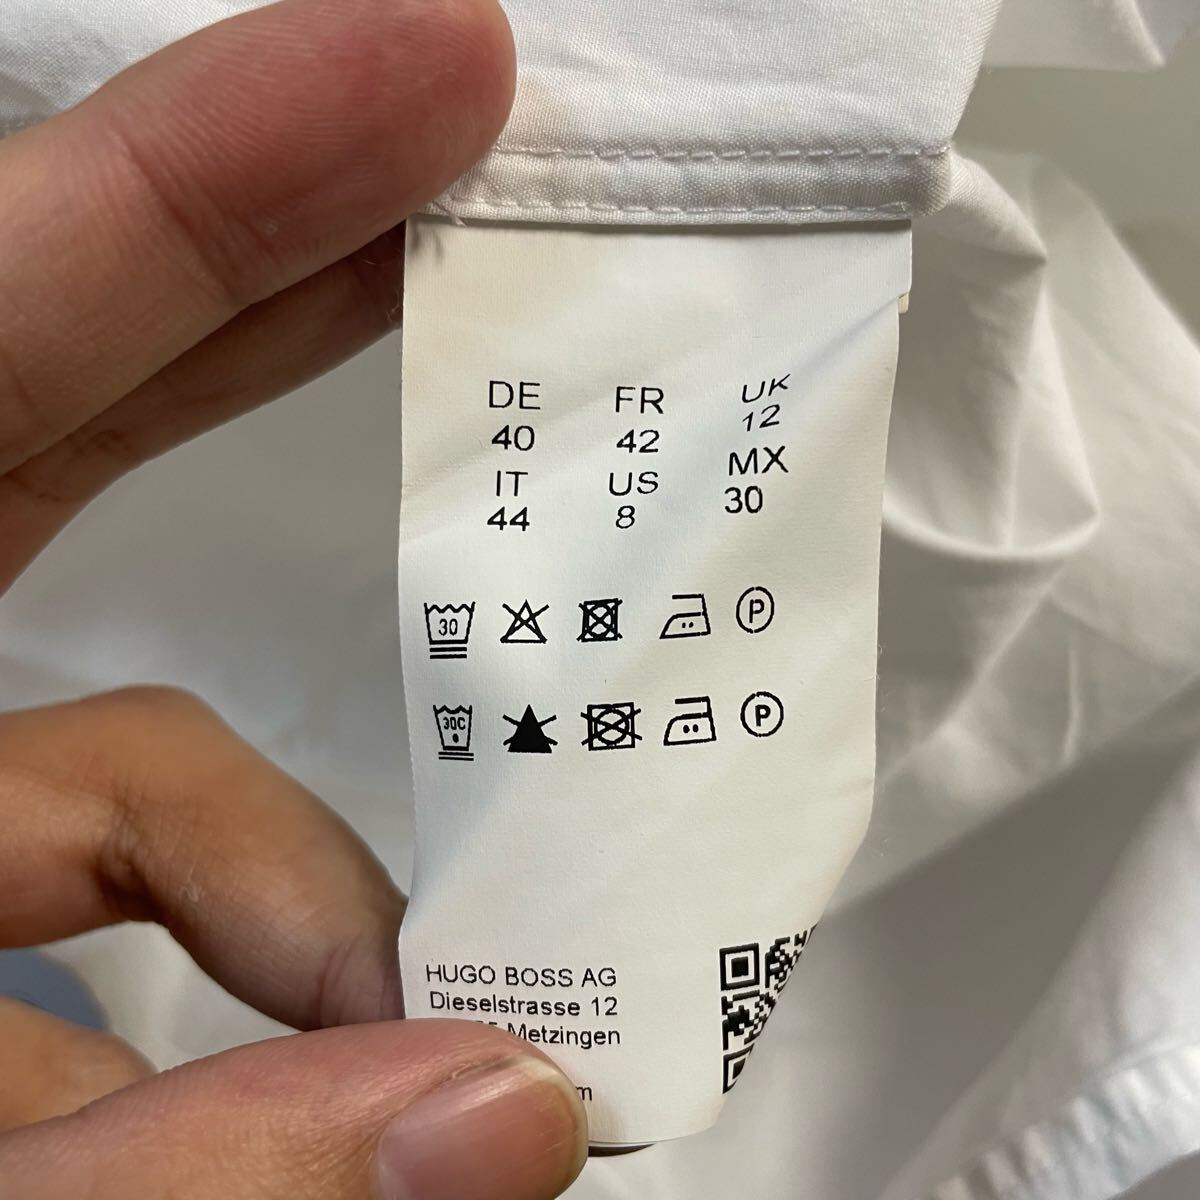 DE FR UK
40 42 12
IT US MX
44 8 30
30 P
30C P
HUGO BOSS AG
Dieselstrasse 12
Metzingen